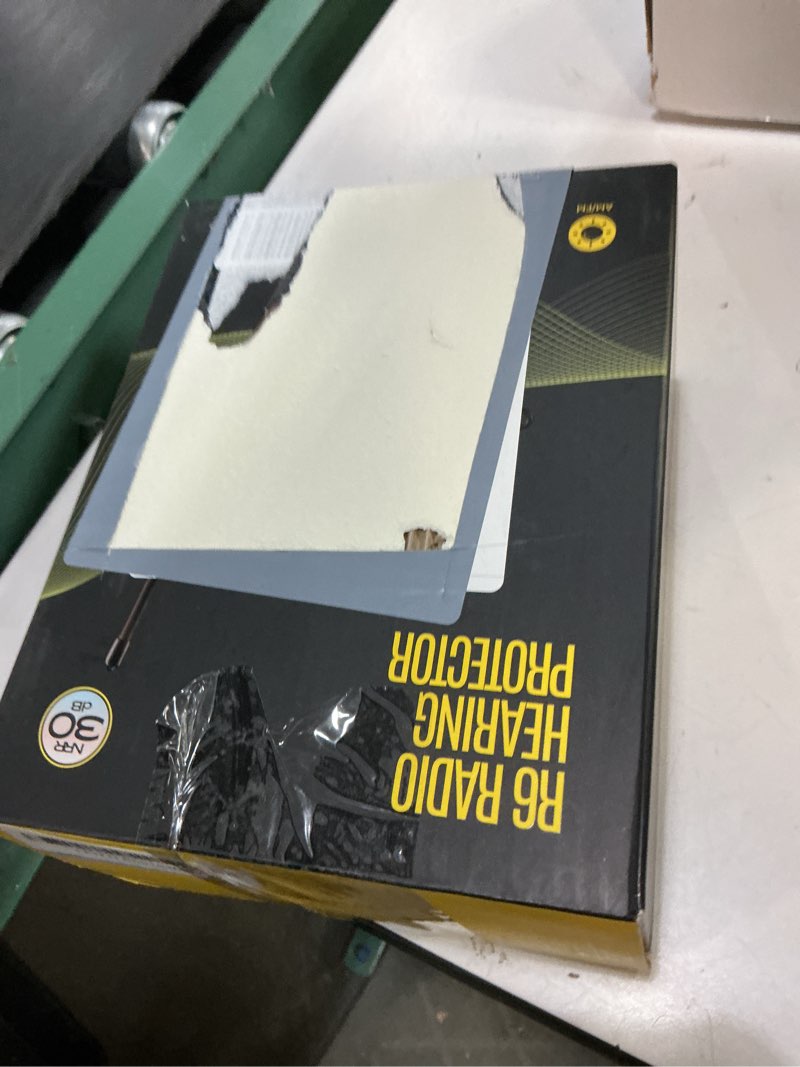 R6 RADIO
HEARING
PROTECTOR
NRR
30
dB
AM/FM